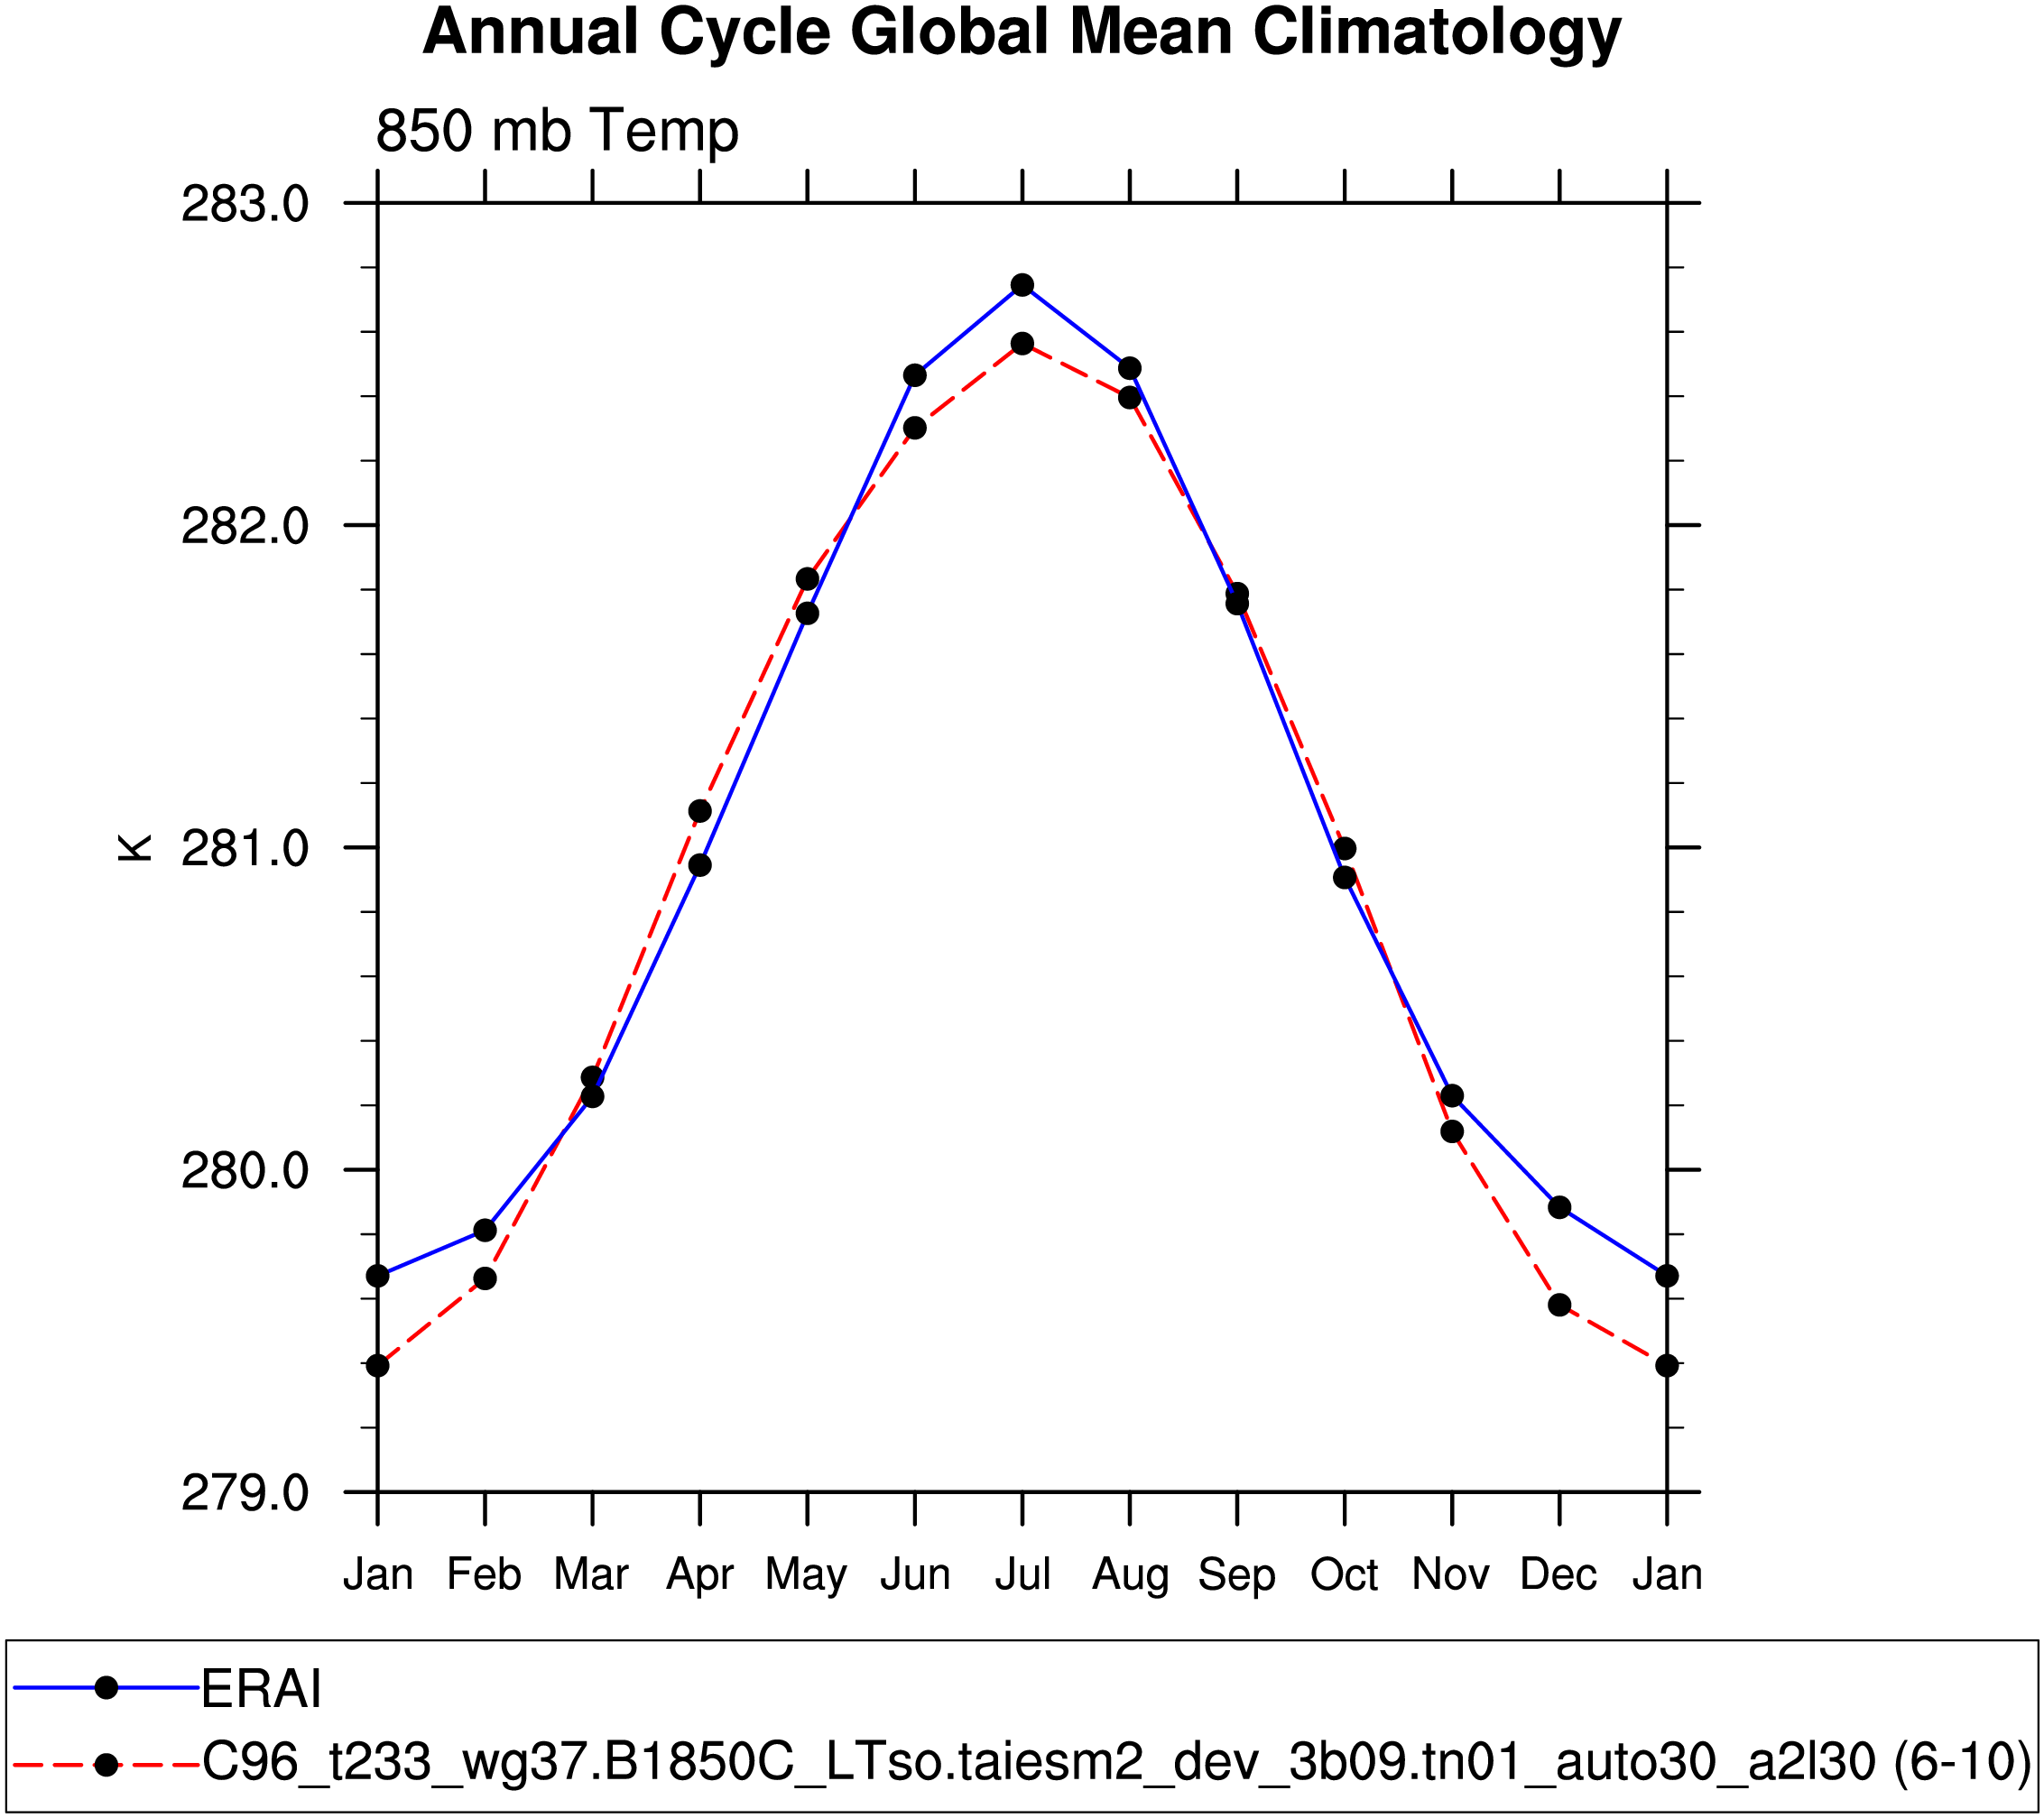 Annual Cycle Global Mean Climatology
850 mb Temp
283.0
282.0
K
281.0
280.0
279.0
Jan Feb Mar Apr May Jun Jul Aug Sep Oct Nov Dec Jan
ERAI
C96_t233_wg37.B1850C_LTso.taiesm2_dev_3b09.tn01_auto30_a2l30 (6-10)